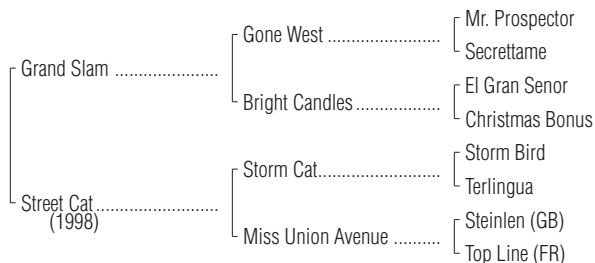 Mr. Prospector
Gone West
Secrettame
Grand Slam
El Gran Senor
Bright Candles
Christmas Bonus
Storm Bird
Storm Cat
Terlingua
Street Cat
(1998)
Steinlen (GB)
Miss Union Avenue
Top Line (FR)